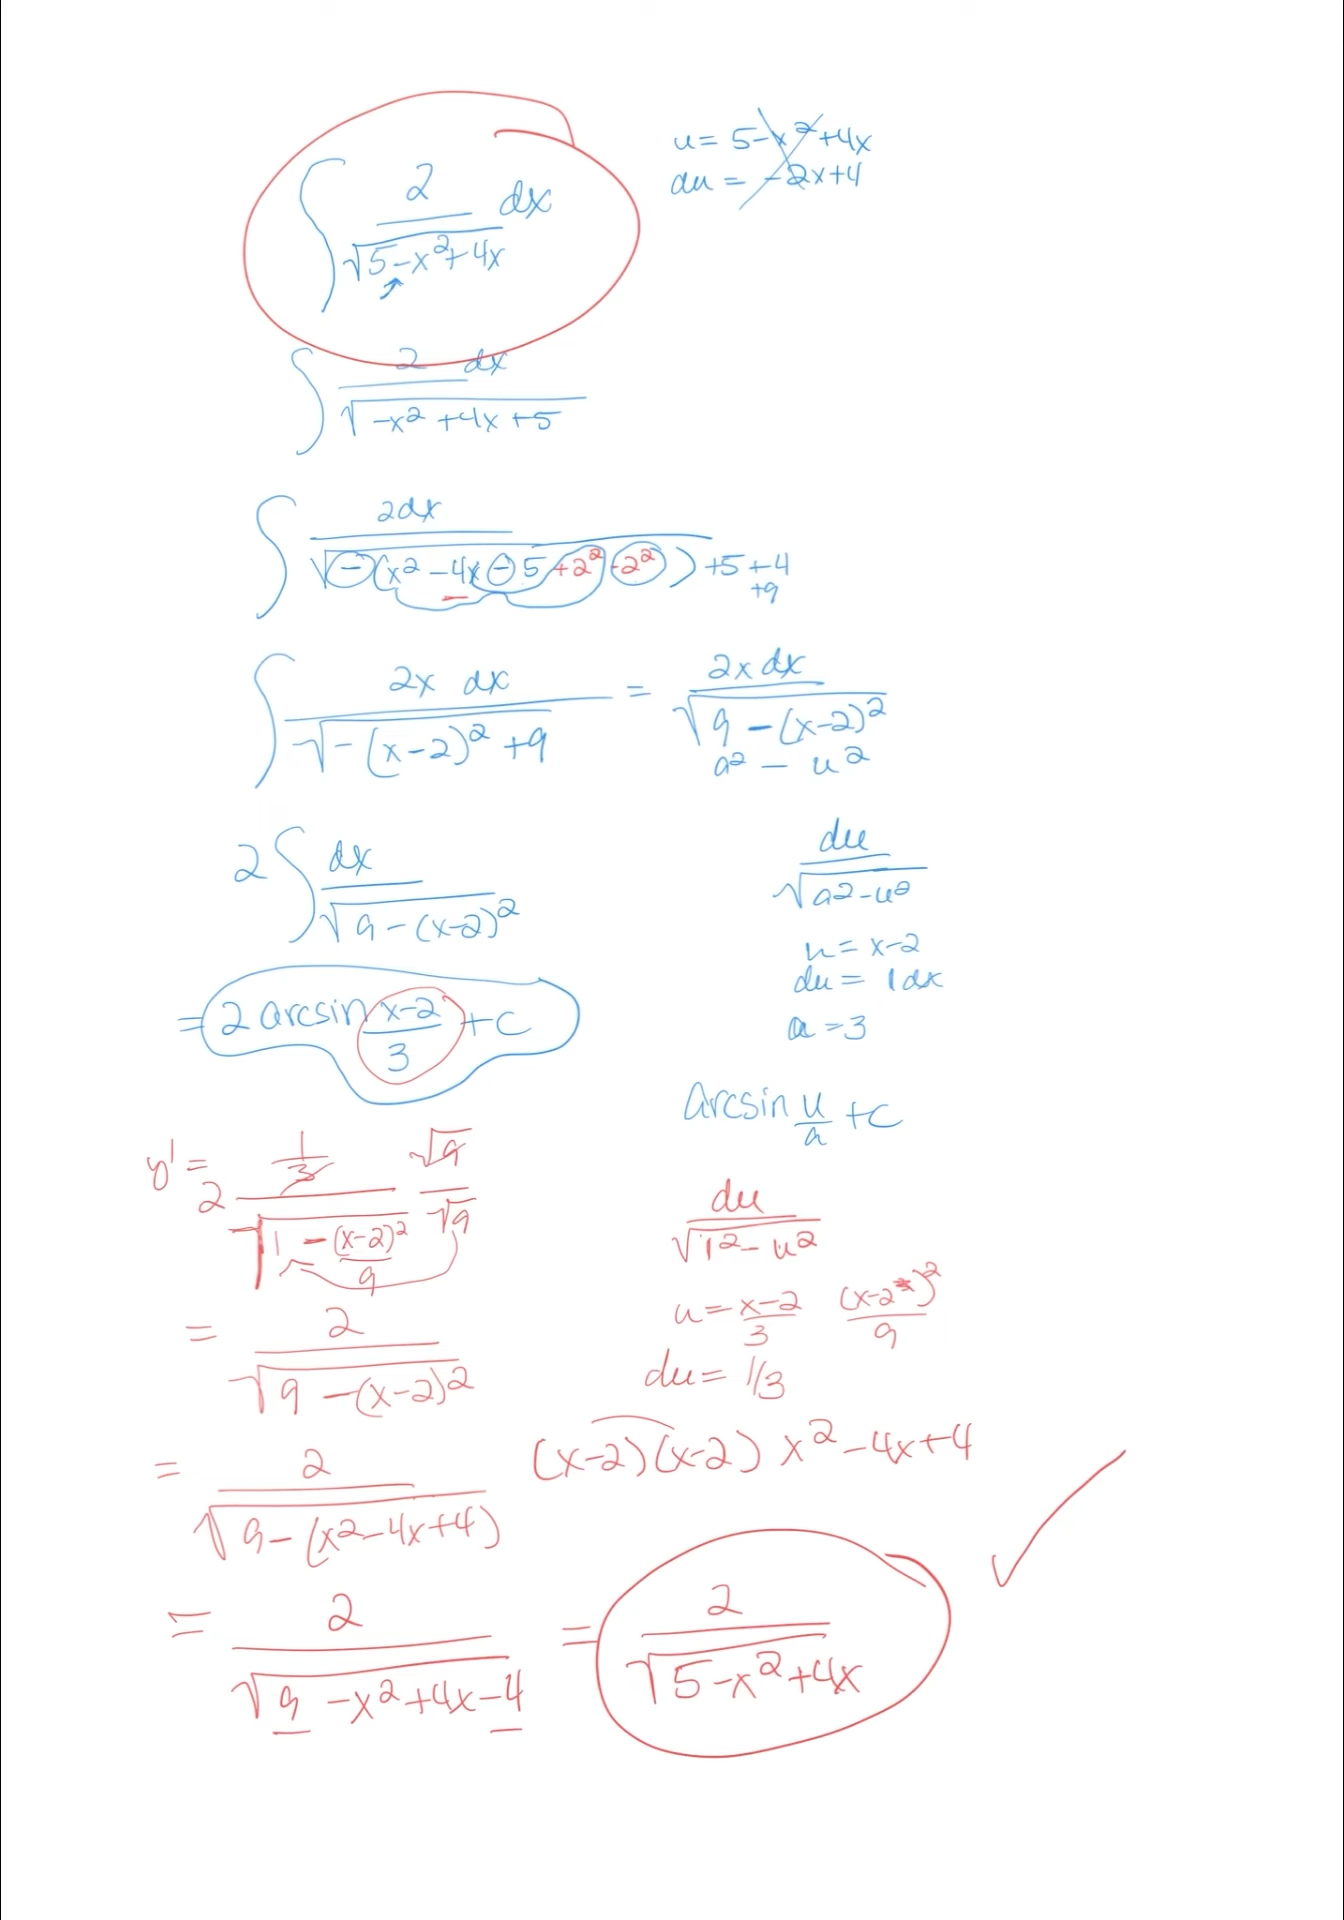 ∫ 2/√(5-x²+4x) dx
u = 5-x²+4x
du = -2x+4
∫ 2 dx/√(-x²+4x+5)
∫ 2dx/√(-(x²-4x-5+2²-2²)) +5+4
+9
∫ 2x dx/√(-(x-2)²+9) = 2x dx/√(9-(x-2)²)
a² - u²
2∫ dx/√(9-(x-2)²)
du/√(a²-u²)
u = x-2
du = 1dx
a = 3
= 2 arcsin (x-2)/3 + c
arcsin u/a + c
y' = 2 (1/3)/√(1-(x-2)²/9) √9/√9
du/√(1²-u²)
u = (x-2)/3 (x-2)²/9
du = 1/3
= 2/√(9-(x-2)²)
(x-2)(x-2) x²-4x+4
= 2/√(9-(x²-4x+4))
= 2/√(9-x²+4x-4) = 2/√(5-x²+4x)